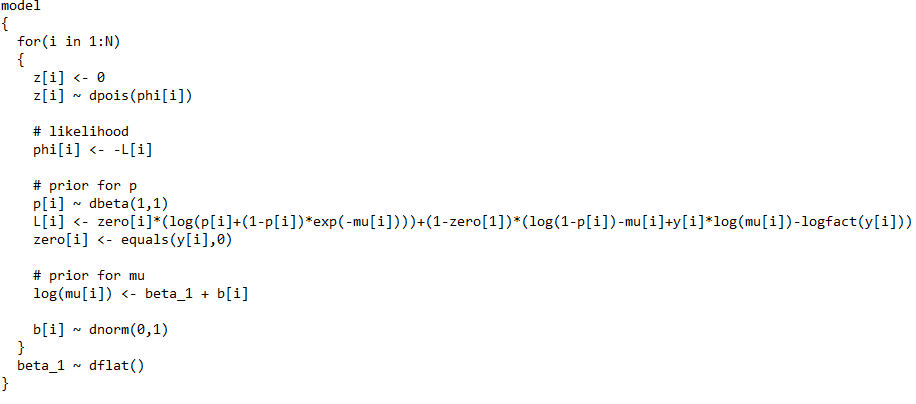 model
{
for(i in 1:N)
{
z[i] <- 0
z[i] ~ dpois(phi[i])
# likelihood
phi[i] <- -L[i]
# prior for p
p[i] ~ dbeta(1,1)
L[i] <- zero[i]*(log(p[i]+(1-p[i])*exp(-mu[i])))+(1-zero[1])*(log(1-p[i])-mu[i]+y[i]*log(mu[i])-logfact(y[i]))
zero[i] <- equals(y[i],0)
# prior for mu
log(mu[i]) <- beta_1 + b[i]
b[i] ~ dnorm(0,1)
}
beta_1 ~ dflat()
}